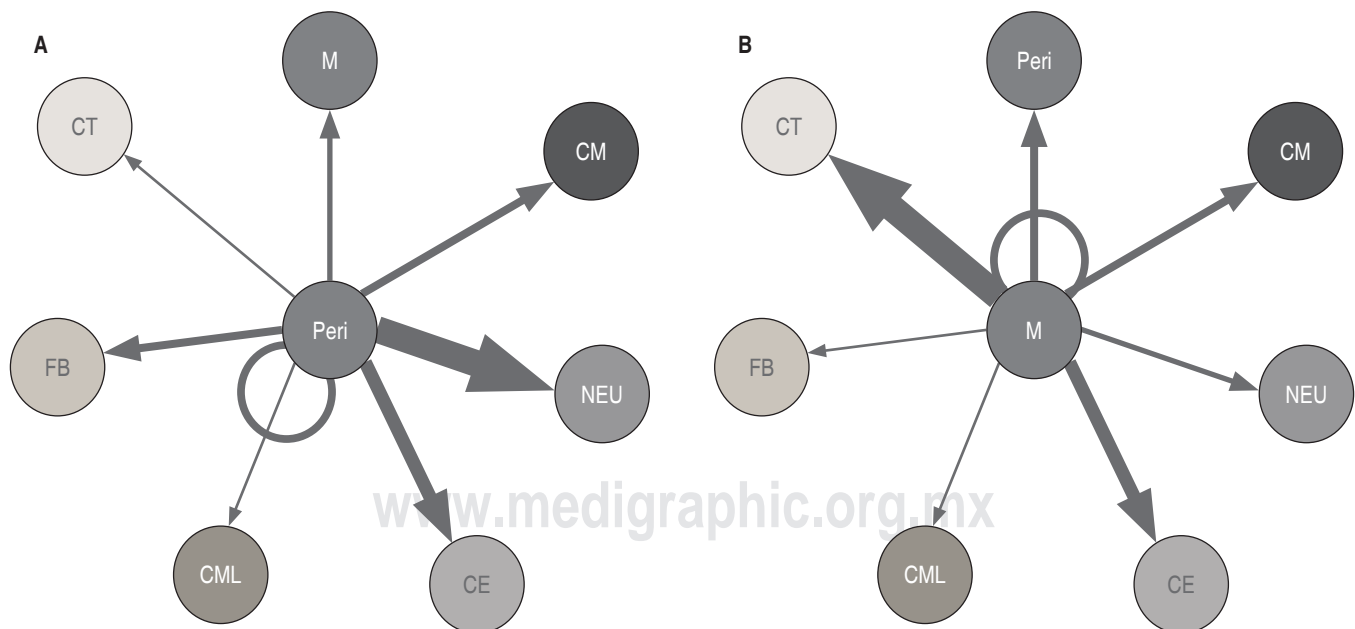 A
M
CT
CM
Peri
FB
NEU
CML
CE
B
Peri
CT
CM
M
FB
NEU
CML
CE
www.medigraphic.org.mx